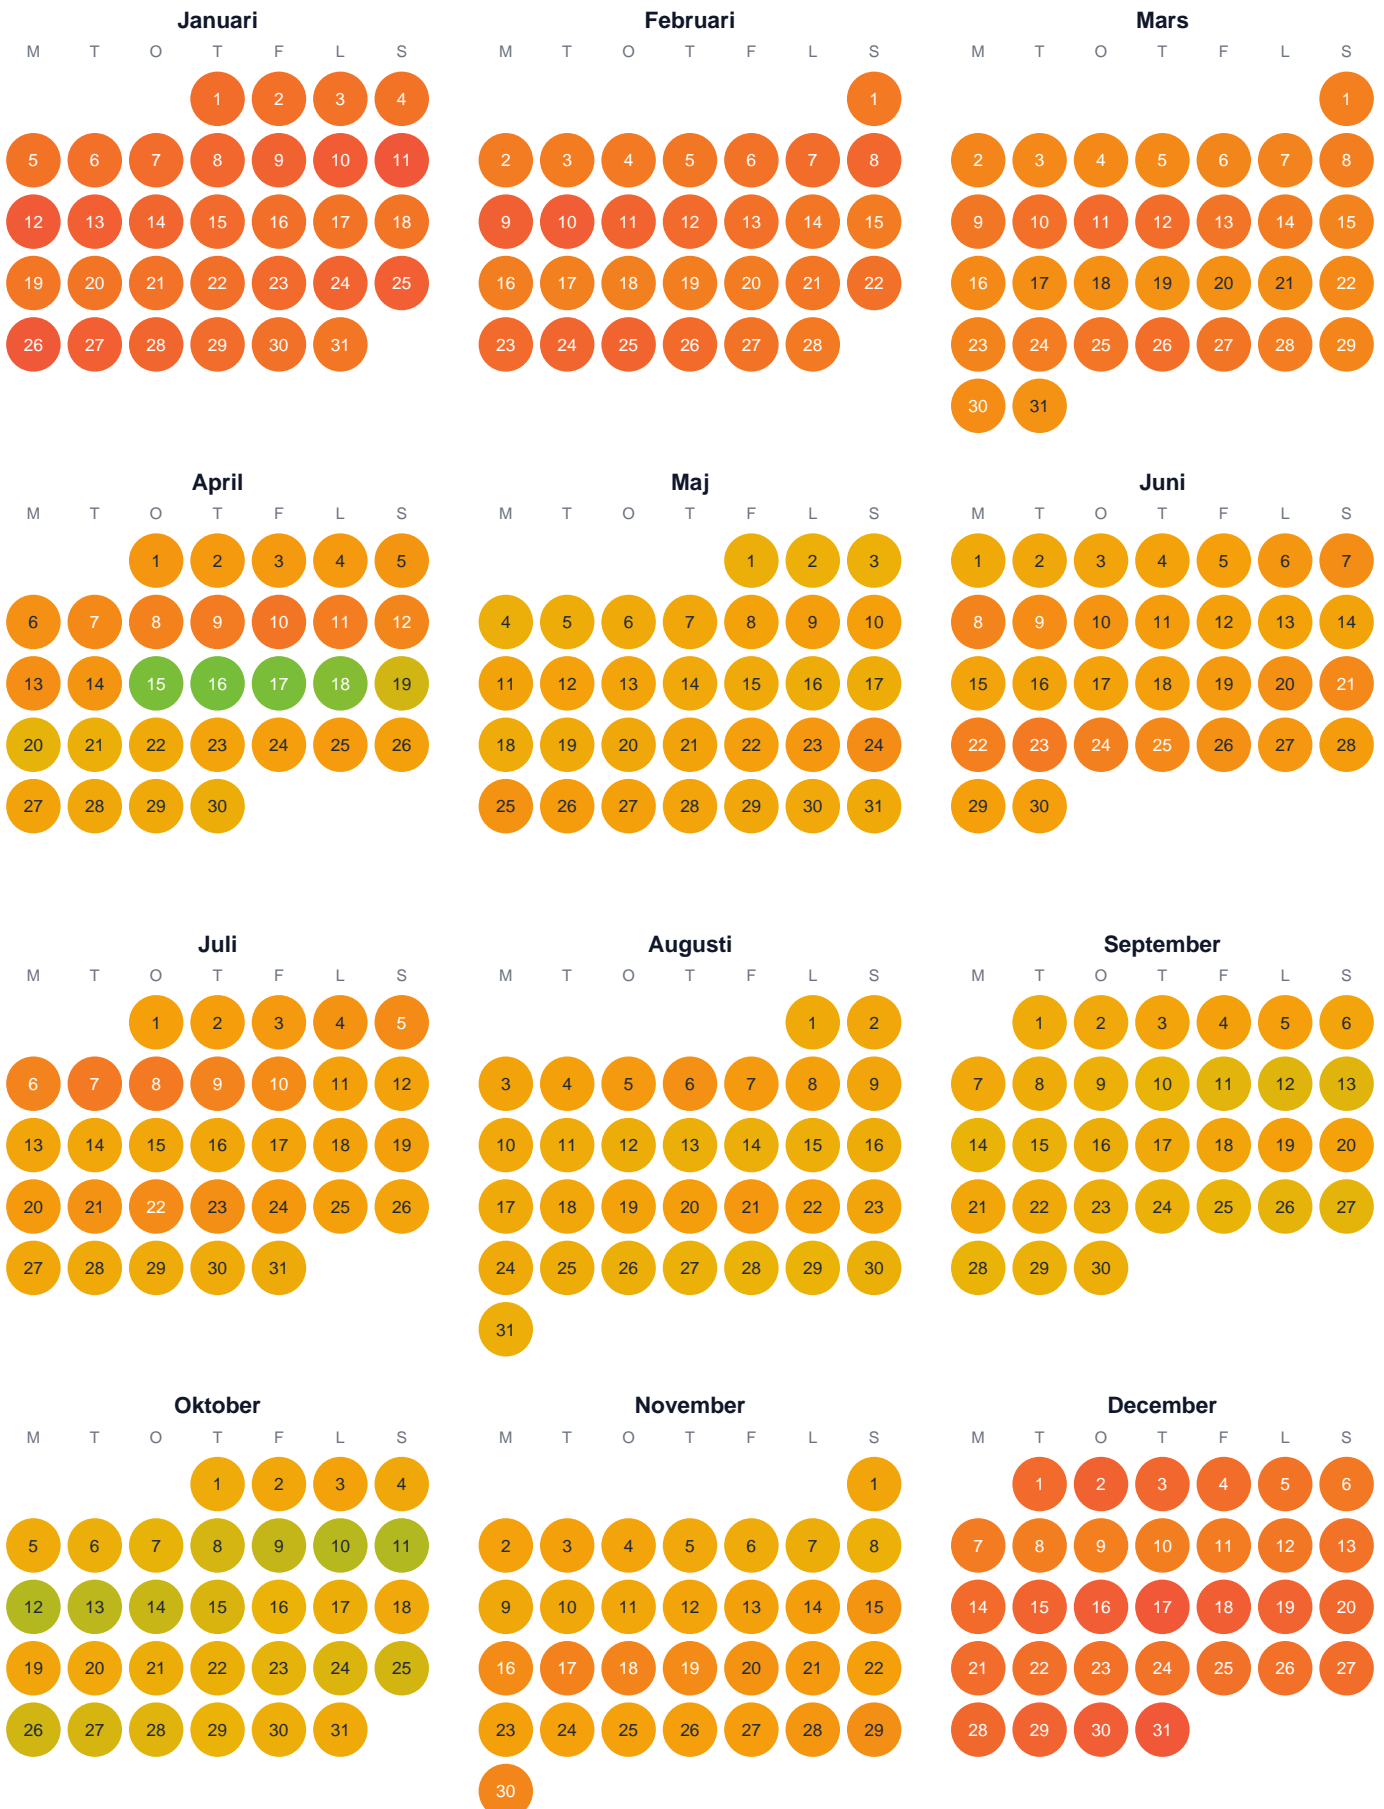 Januari Februari Mars
M T O T F L S M T O T F L S M T O T F L S
1 2 3 4 1 1
5 6 7 8 9 10 11 2 3 4 5 6 7 8 2 3 4 5 6 7 8
12 13 14 15 16 17 18 9 10 11 12 13 14 15 9 10 11 12 13 14 15
19 20 21 22 23 24 25 16 17 18 19 20 21 22 16 17 18 19 20 21 22
26 27 28 29 30 31 23 24 25 26 27 28 23 24 25 26 27 28 29
30 31
April Maj Juni
M T O T F L S M T O T F L S M T O T F L S
1 2 3 4 5 1 2 3 1 2 3 4 5 6 7
6 7 8 9 10 11 12 4 5 6 7 8 9 10 8 9 10 11 12 13 14
13 14 15 16 17 18 19 11 12 13 14 15 16 17 15 16 17 18 19 20 21
20 21 22 23 24 25 26 18 19 20 21 22 23 24 22 23 24 25 26 27 28
27 28 29 30 25 26 27 28 29 30 31 29 30
Juli Augusti September
M T O T F L S M T O T F L S M T O T F L S
1 2 3 4 5 1 2 1 2 3 4 5 6
6 7 8 9 10 11 12 3 4 5 6 7 8 9 7 8 9 10 11 12 13
13 14 15 16 17 18 19 10 11 12 13 14 15 16 14 15 16 17 18 19 20
20 21 22 23 24 25 26 17 18 19 20 21 22 23 21 22 23 24 25 26 27
27 28 29 30 31 24 25 26 27 28 29 30 28 29 30
31
Oktober November December
M T O T F L S M T O T F L S M T O T F L S
1 2 3 4 1 1 2 3 4 5 6
5 6 7 8 9 10 11 2 3 4 5 6 7 8 7 8 9 10 11 12 13
12 13 14 15 16 17 18 9 10 11 12 13 14 15 14 15 16 17 18 19 20
19 20 21 22 23 24 25 16 17 18 19 20 21 22 21 22 23 24 25 26 27
26 27 28 29 30 31 23 24 25 26 27 28 29 28 29 30 31
30